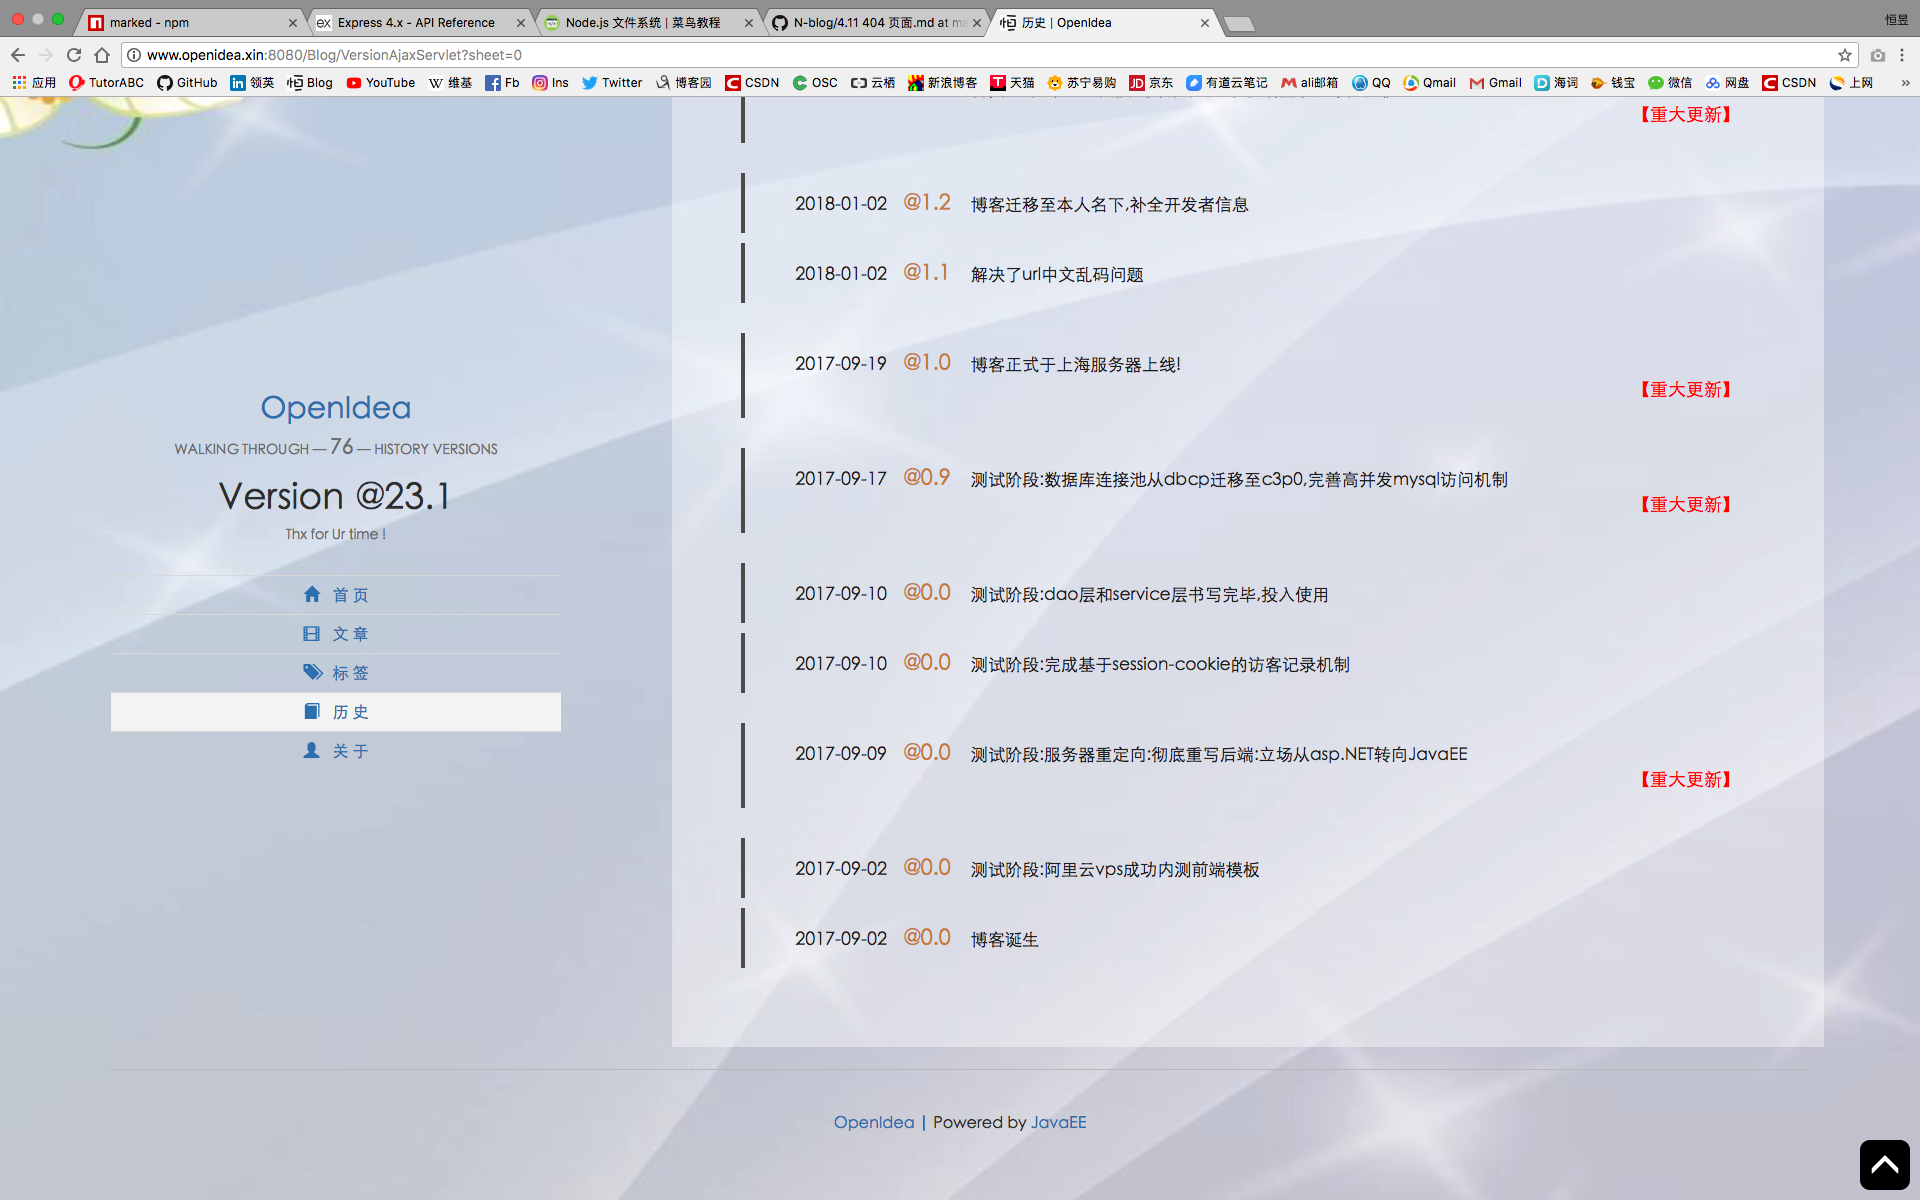 marked - npm
Express 4.x - API Reference
Node.js 文件系统 | 菜鸟教程
N-blog/4.11 404 页面.md at ma
历史 | OpenIdea
恒昱
www.openidea.xin:8080/Blog/VersionAjaxServlet?sheet=0
应用 TutorABC GitHub 领英 Blog YouTube 维基 Fb Ins Twitter 博客园 CSDN OSC 云栖 新浪博客 天猫 苏宁易购 京东 有道云笔记 ali邮箱 QQ Qmail Gmail 海词 钱宝 微信 网盘 CSDN 上网 »
OpenIdea
WALKING THROUGH — 76 — HISTORY VERSIONS
Version @23.1
Thx for Ur time !
首 页
文 章
标 签
历 史
关 于
【重大更新】
2018-01-02 @1.2 博客迁移至本人名下,补全开发者信息
2018-01-02 @1.1 解决了url中文乱码问题
2017-09-19 @1.0 博客正式于上海服务器上线!
【重大更新】
2017-09-17 @0.9 测试阶段:数据库连接池从dbcp迁移至c3p0,完善高并发mysql访问机制
【重大更新】
2017-09-10 @0.0 测试阶段:dao层和service层书写完毕,投入使用
2017-09-10 @0.0 测试阶段:完成基于session-cookie的访客记录机制
2017-09-09 @0.0 测试阶段:服务器重定向:彻底重写后端:立场从asp.NET转向JavaEE
【重大更新】
2017-09-02 @0.0 测试阶段:阿里云vps成功内测前端模板
2017-09-02 @0.0 博客诞生
OpenIdea | Powered by JavaEE